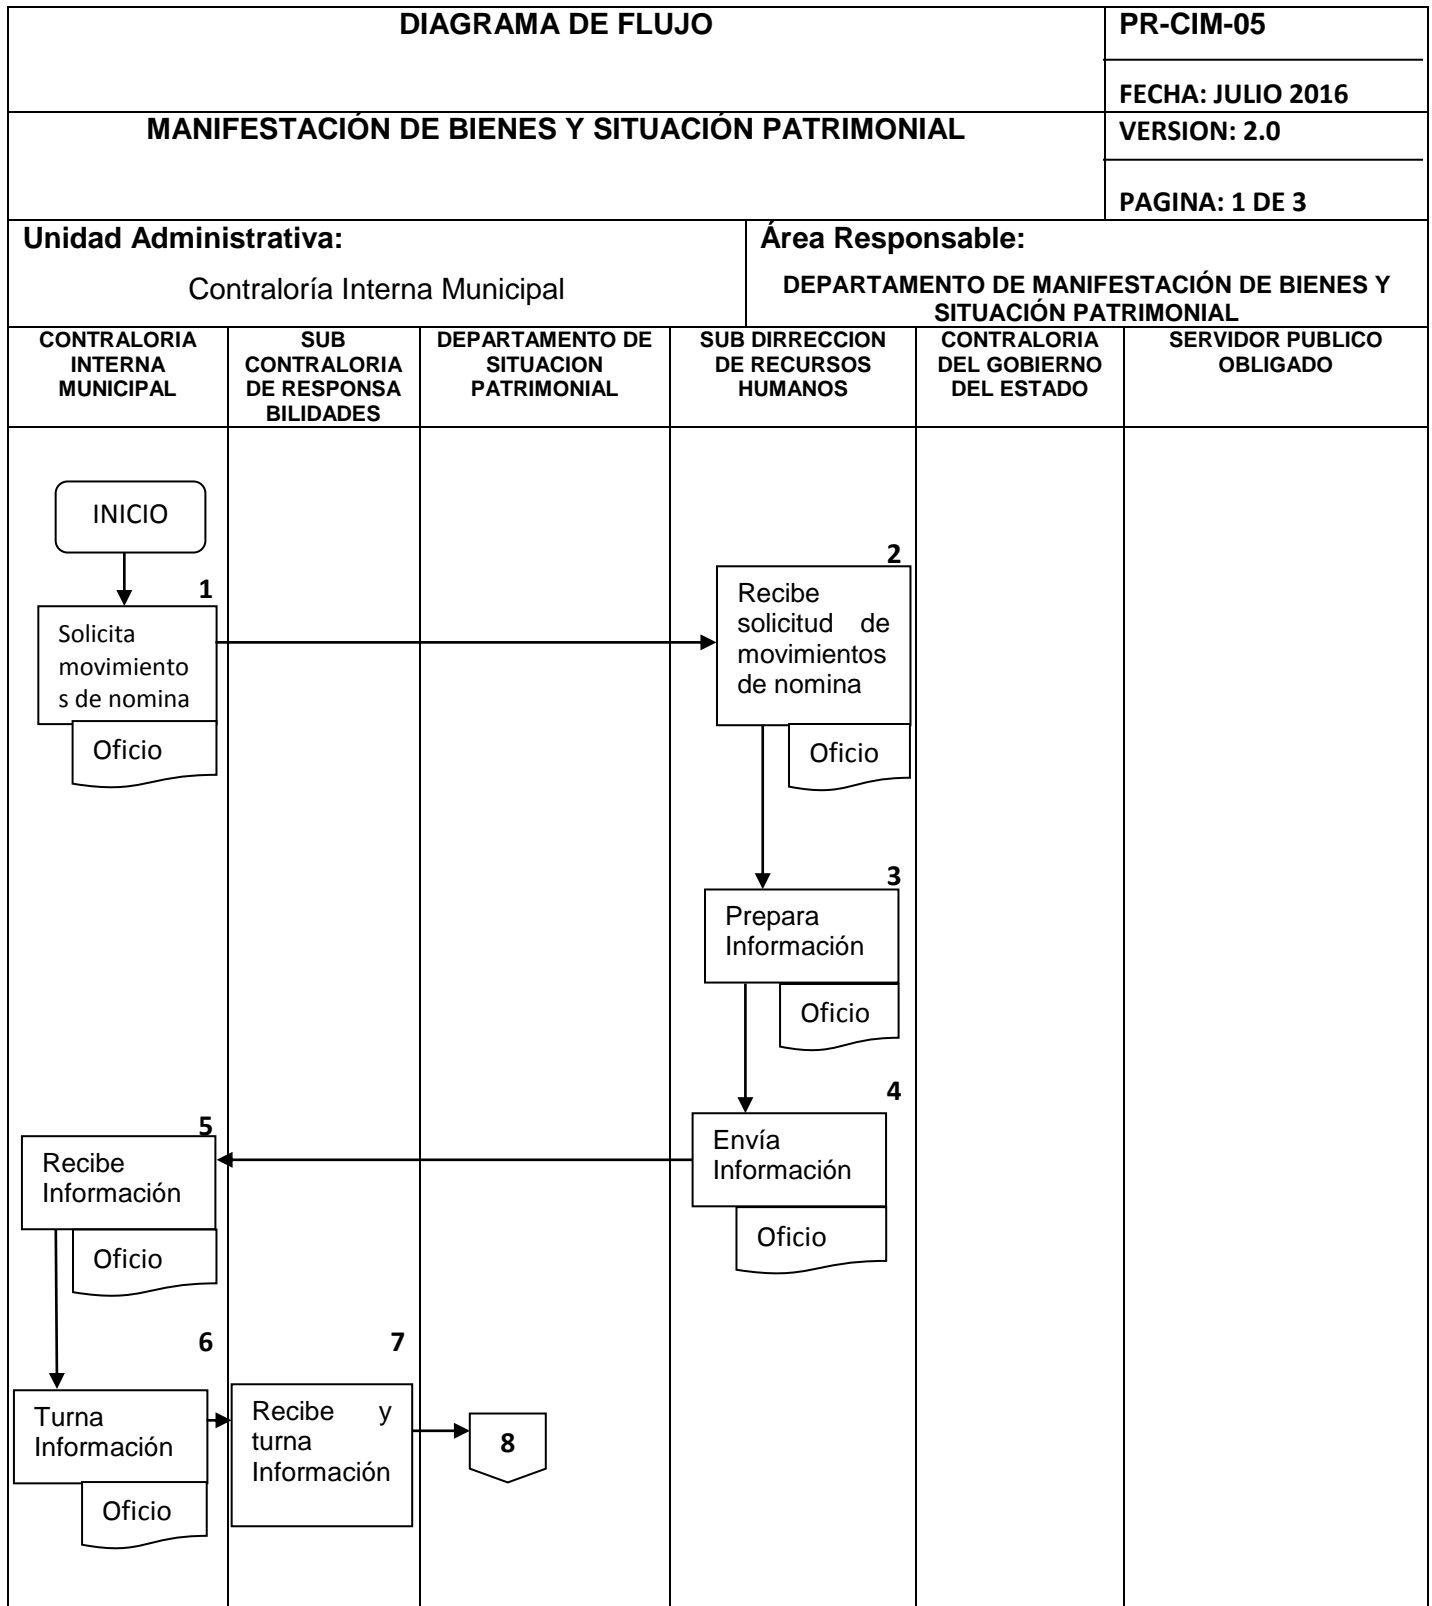 DIAGRAMA DE FLUJO
PR-CIM-05
FECHA: JULIO 2016
MANIFESTACIÓN DE BIENES Y SITUACIÓN PATRIMONIAL
VERSION: 2.0
PAGINA: 1 DE 3
Unidad Administrativa:
Contraloría Interna Municipal
Área Responsable:
DEPARTAMENTO DE MANIFESTACIÓN DE BIENES Y
SITUACIÓN PATRIMONIAL
CONTRALORIA
INTERNA
MUNICIPAL
SUB
CONTRALORIA
DE RESPONSA
BILIDADES
DEPARTAMENTO DE
SITUACION
PATRIMONIAL
SUB DIRRECCION
DE RECURSOS
HUMANOS
CONTRALORIA
DEL GOBIERNO
DEL ESTADO
SERVIDOR PUBLICO
OBLIGADO
INICIO
1
Solicita
movimiento
s de nomina
Oficio
2
Recibe
solicitud de
movimientos
de nomina
Oficio
3
Prepara
Información
Oficio
4
Envía
Información
Oficio
5
Recibe
Información
Oficio
6
Turna
Información
Oficio
7
Recibe y
turna
Información
8